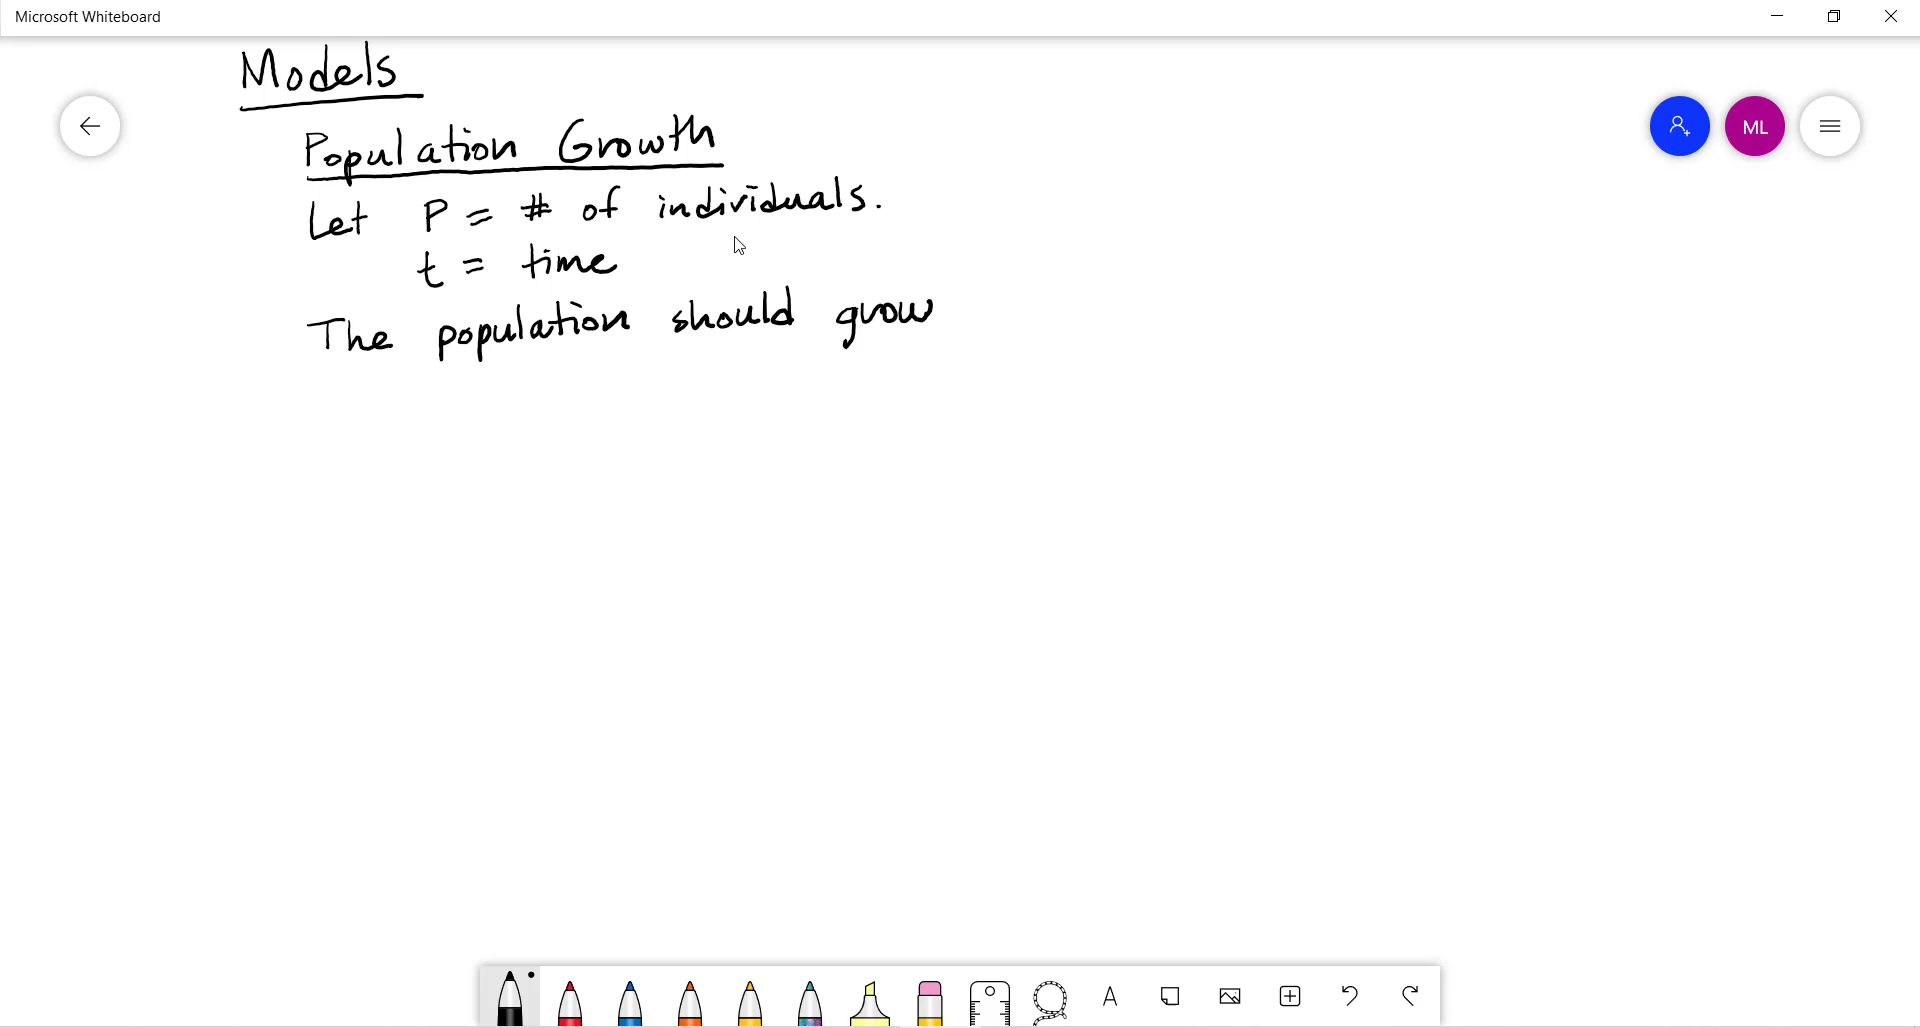 Microsoft Whiteboard
Models
Population Growth
ML
Let P = # of individuals.
t = time
The population should grow
A